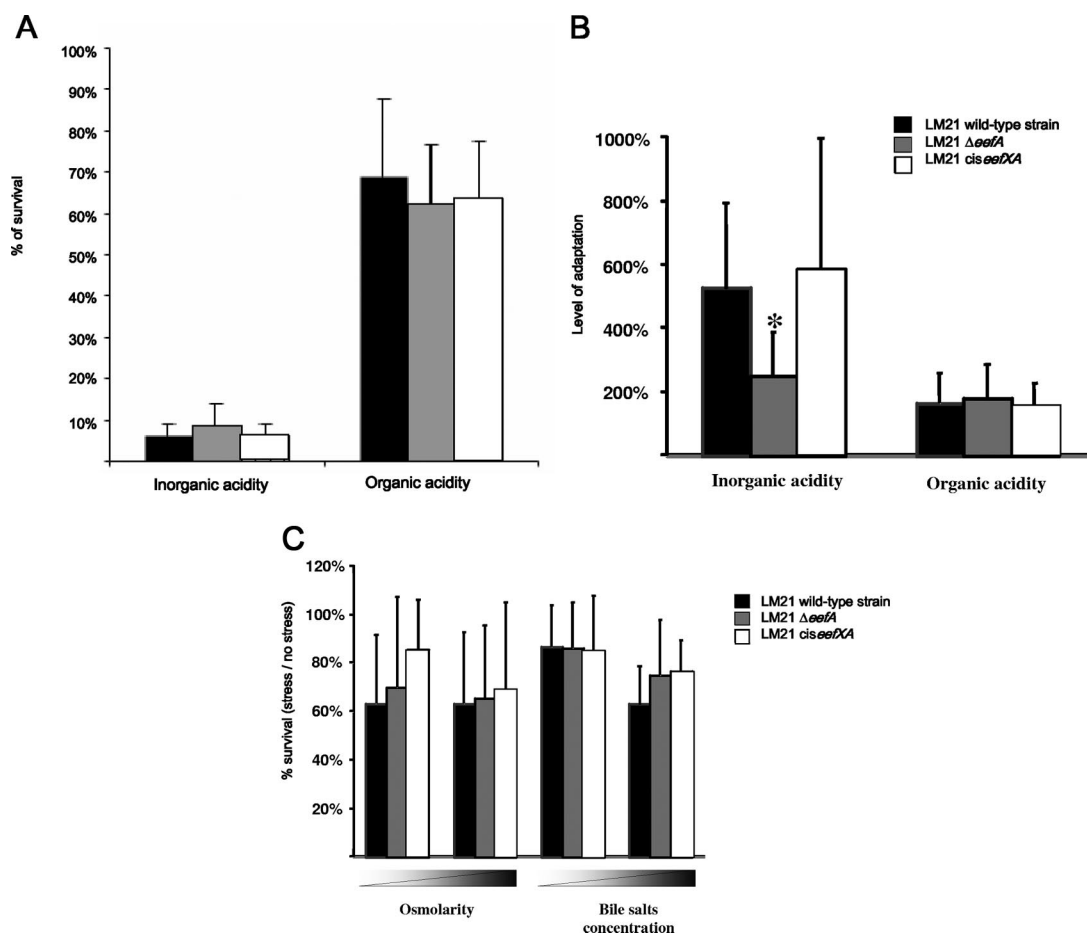 A
100%
90%
80%
70%
60%
50%
40%
30%
20%
10%
% of survival
Inorganic acidity
Organic acidity
B
1000%
800%
600%
400%
200%
Level of adaptation
LM21 wild-type strain
LM21 ΔeefA
LM21 ciseefXA
*
Inorganic acidity
Organic acidity
C
120%
100%
80%
60%
40%
20%
% survival (stress / no stress)
LM21 wild-type strain
LM21 ΔeefA
LM21 ciseefXA
Osmolarity
Bile salts
concentration